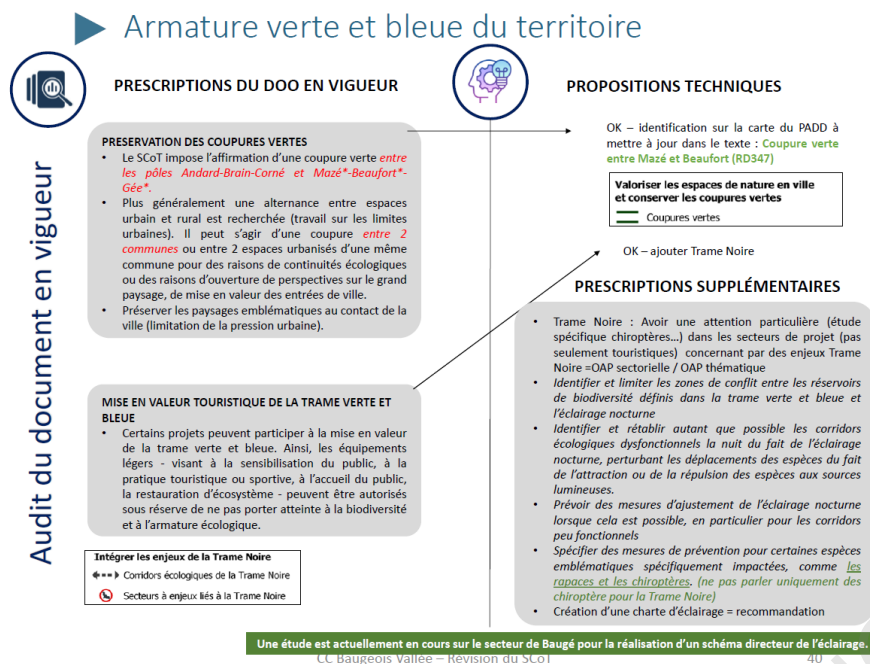 Armature verte et bleue du territoire
Audit du document en vigueur
PRESCRIPTIONS DU DOO EN VIGUEUR
PRESERVATION DES COUPURES VERTES
• Le SCoT impose l'affirmation d'une coupure verte entre
les pôles Andard-Brain-Corné et Mazé*-Beaufort*-
Gée*.
• Plus généralement une alternance entre espaces
urbain et rural est recherchée (travail sur les limites
urbaines). Il peut s'agir d'une coupure entre 2
communes ou entre 2 espaces urbanisés d'une même
commune pour des raisons de continuités écologiques
ou des raisons d'ouverture de perspectives sur le grand
paysage, de mise en valeur des entrées de ville.
• Préserver les paysages emblématiques au contact de la
ville (limitation de la pression urbaine).
MISE EN VALEUR TOURISTIQUE DE LA TRAME VERTE ET
BLEUE
• Certains projets peuvent participer à la mise en valeur
de la trame verte et bleue. Ainsi, les équipements
légers - visant à la sensibilisation du public, à la
pratique touristique ou sportive, à l'accueil du public,
la restauration d'écosystème - peuvent être autorisés
sous réserve de ne pas porter atteinte à la biodiversité
et à l'armature écologique.
Intégrer les enjeux de la Trame Noire
Corridors écologiques de la Trame Noire
Secteurs à enjeux liés à la Trame Noire
PROPOSITIONS TECHNIQUES
OK – identification sur la carte du PADD à
mettre à jour dans le texte : Coupure verte
entre Mazé et Beaufort (RD347)
Valoriser les espaces de nature en ville
et conserver les coupures vertes
Coupures vertes
OK – ajouter Trame Noire
PRESCRIPTIONS SUPPLÉMENTAIRES
• Trame Noire : Avoir une attention particulière (étude
spécifique chiroptères…) dans les secteurs de projet (pas
seulement touristiques) concernant par des enjeux Trame
Noire =OAP sectorielle / OAP thématique
• Identifier et limiter les zones de conflit entre les réservoirs
de biodiversité définis dans la trame verte et bleue et
l'éclairage nocturne
• Identifier et rétablir autant que possible les corridors
écologiques dysfonctionnels la nuit du fait de l'éclairage
nocturne, perturbant les déplacements des espèces du fait
de l'attraction ou de la répulsion des espèces aux sources
lumineuses.
• Prévoir des mesures d'ajustement de l'éclairage nocturne
lorsque cela est possible, en particulier pour les corridors
peu fonctionnels
• Spécifier des mesures de prévention pour certaines espèces
emblématiques spécifiquement impactées, comme les
rapaces et les chiroptères. (ne pas parler uniquement des
chiroptère pour la Trame Noire)
• Création d'une charte d'éclairage = recommandation
Une étude est actuellement en cours sur le secteur de Baugé pour la réalisation d'un schéma directeur de l'éclairage.
CC Baugeois Vallée – Révision du SCoT
40